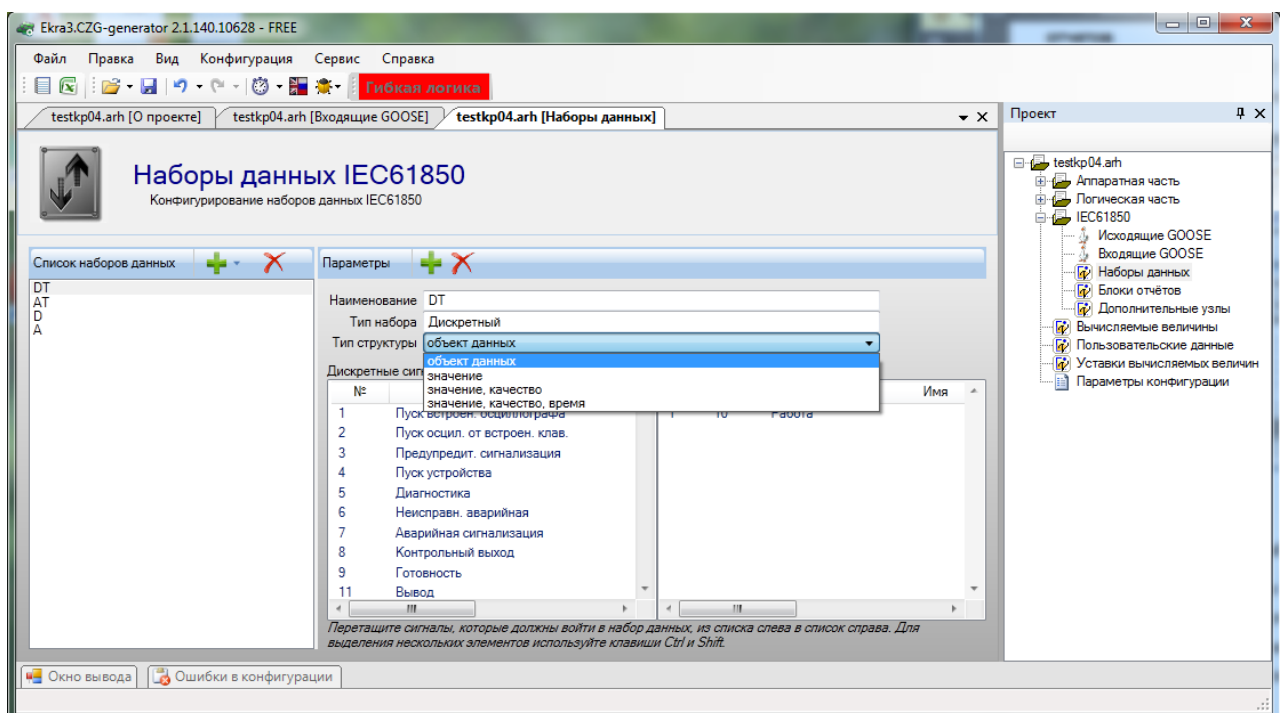 Ekra3.CZG-generator 2.1.140.10628 - FREE
Файл Правка Вид Конфигурация Сервис Справка
Гибкая логика
testkp04.arh [О проекте] testkp04.arh [Входящие GOOSE] testkp04.arh [Наборы данных]
Наборы данных IEC61850
Конфигурирование наборов данных IEC61850
Список наборов данных
DT
AT
D
A
Параметры
Наименование DT
Тип набора Дискретный
Тип структуры объект данных
объект данных
значение
значение, качество
значение, качество, время
Дискретные сиг
№
1 Пуск встроен. осциллографа
2 Пуск осцил. от встроен. клав.
3 Предупредит. сигнализация
4 Пуск устройства
5 Диагностика
6 Неисправн. аварийная
7 Аварийная сигнализация
8 Контрольный выход
9 Готовность
11 Вывод
Имя
1 10 Работа
Перетащите сигналы, которые должны войти в набор данных, из списка слева в список справа. Для
выделения нескольких элементов используйте клавиши Ctrl и Shift.
Проект
testkp04.arh
Аппаратная часть
Логическая часть
IEC61850
Исходящие GOOSE
Входящие GOOSE
Наборы данных
Блоки отчётов
Дополнительные узлы
Вычисляемые величины
Пользовательские данные
Уставки вычисляемых величин
Параметры конфигурации
Окно вывода Ошибки в конфигурации